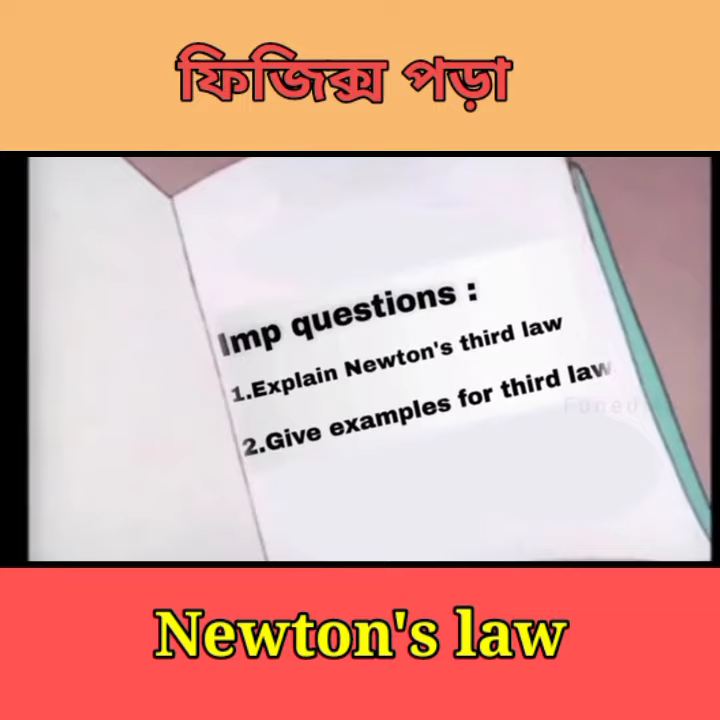 ফিজিক্স পড়া
Imp questions :
1.Explain Newton's third law
2.Give examples for third law
Newton's law